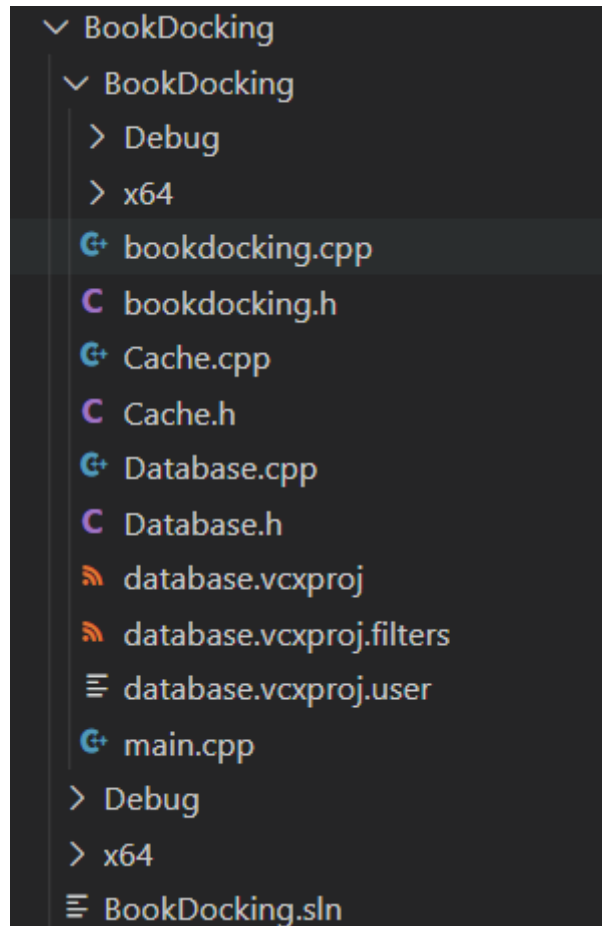 BookDocking
BookDocking
Debug
x64
bookdocking.cpp
bookdocking.h
Cache.cpp
Cache.h
Database.cpp
Database.h
database.vcxproj
database.vcxproj.filters
database.vcxproj.user
main.cpp
Debug
x64
BookDocking.sln